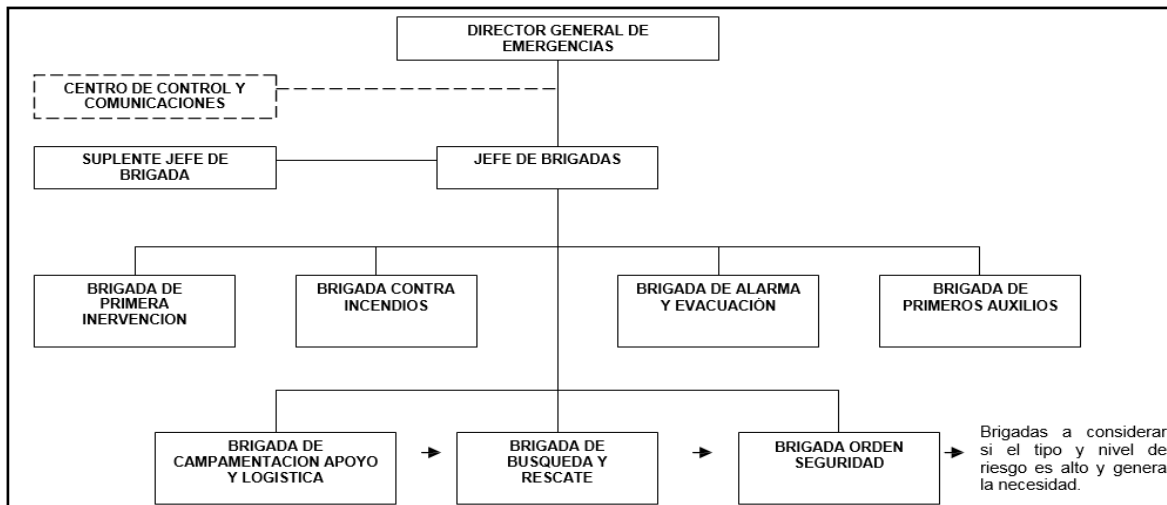 DIRECTOR GENERAL DE
EMERGENCIAS
CENTRO DE CONTROL Y
COMUNICACIONES
SUPLENTE JEFE DE
BRIGADA
JEFE DE BRIGADAS
BRIGADA DE
PRIMERA
INERVENCION
BRIGADA CONTRA
INCENDIOS
BRIGADA DE ALARMA
Y EVACUACIÓN
BRIGADA DE
PRIMEROS AUXILIOS
BRIGADA DE
CAMPAMENTACION APOYO
Y LOGISTICA
BRIGADA DE
BUSQUEDA Y
RESCATE
BRIGADA ORDEN
SEGURIDAD
Brigadas a considerar
si el tipo y nivel de
riesgo es alto y genera
la necesidad.